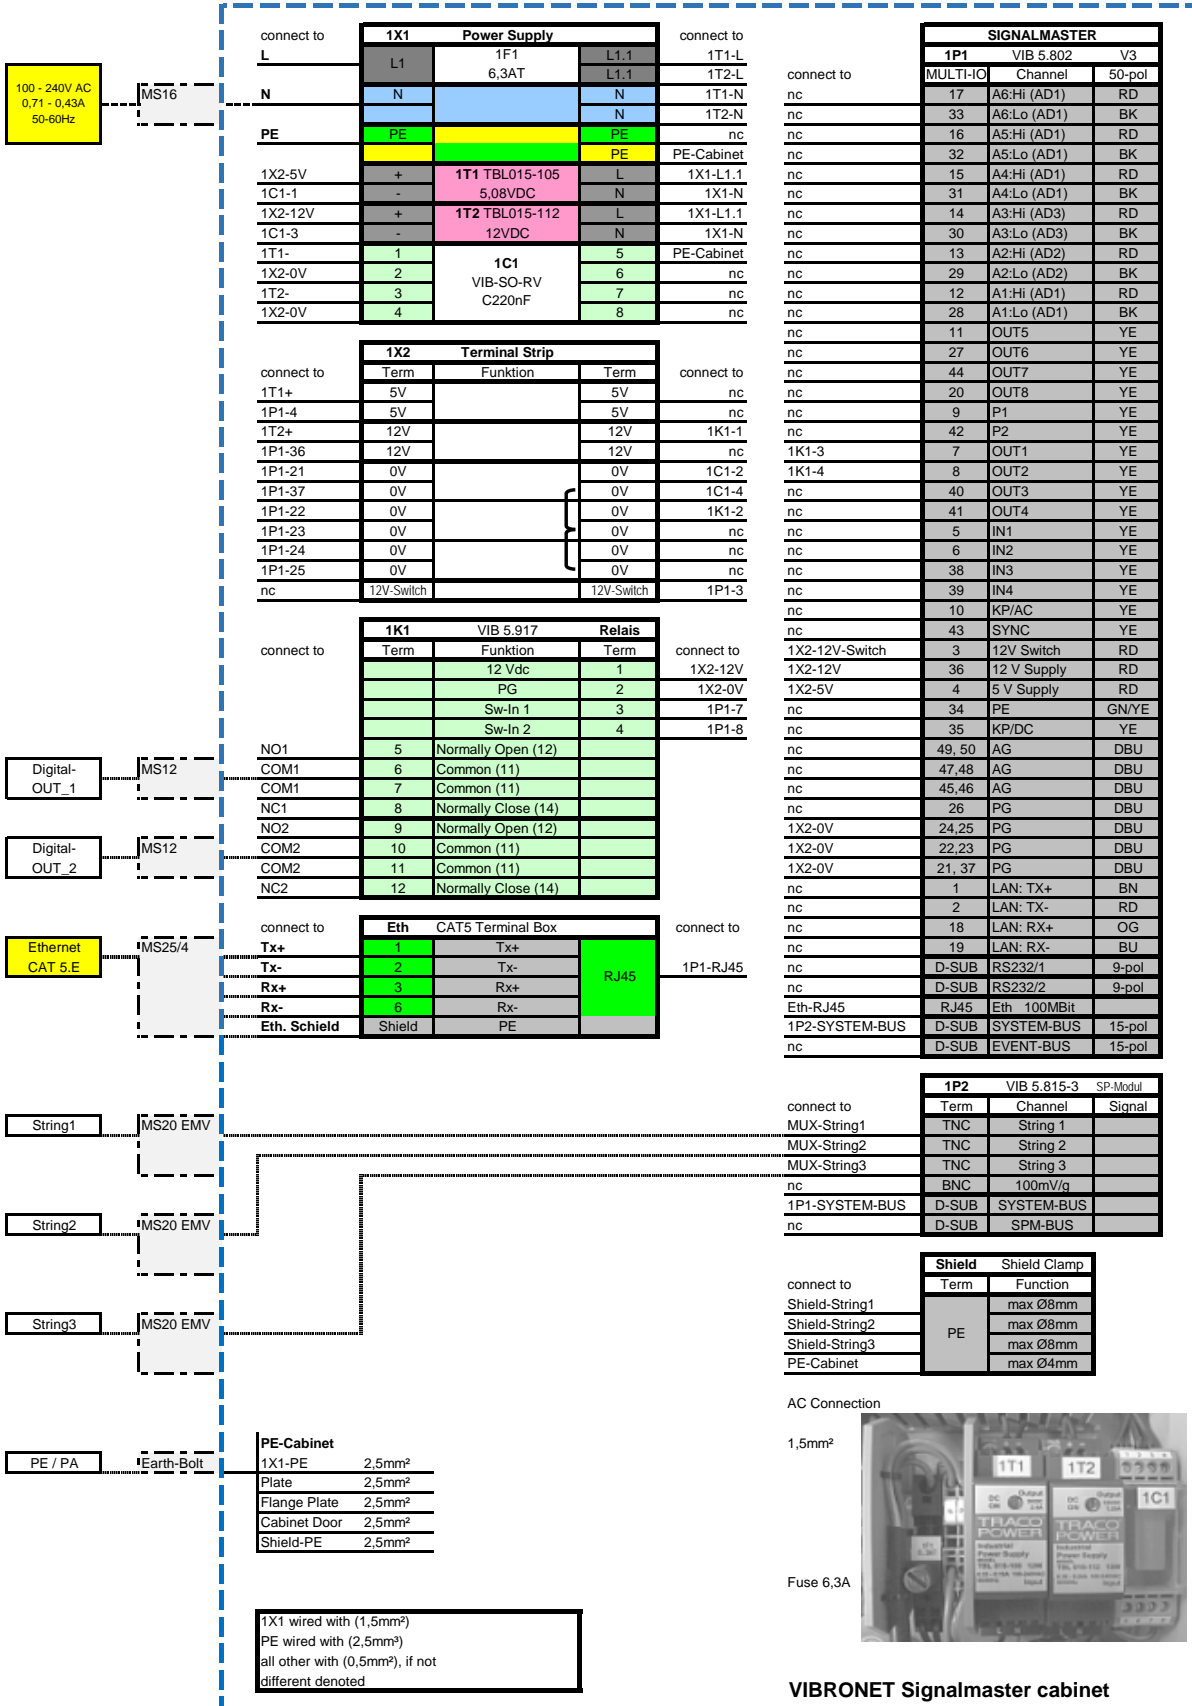 connect to 1X1 Power Supply connect to
L L1 1F1 L1.1 1T1-L
6,3AT L1.1 1T2-L
N N N 1T1-N
N 1T2-N
PE PE PE nc
PE PE-Cabinet
1X2-5V + 1T1 TBL015-105 L 1X1-L1.1
1C1-1 - 5,08VDC N 1X1-N
1X2-12V + 1T2 TBL015-112 L 1X1-L1.1
1C1-3 - 12VDC N 1X1-N
1T1- 1 1C1 5 PE-Cabinet
1X2-0V 2 VIB-SO-RV 6 nc
1T2- 3 C220nF 7 nc
1X2-0V 4 8 nc
100 - 240V AC
0,71 - 0,43A
50-60Hz
MS16
1X2 Terminal Strip
connect to Term Funktion Term connect to
1T1+ 5V 5V nc
1P1-4 5V 5V nc
1T2+ 12V 12V 1K1-1
1P1-36 12V 12V nc
1P1-21 0V 0V 1C1-2
1P1-37 0V 0V 1C1-4
1P1-22 0V 0V 1K1-2
1P1-23 0V 0V nc
1P1-24 0V 0V nc
1P1-25 0V 0V nc
nc 12V-Switch 12V-Switch 1P1-3
1K1 VIB 5.917 Relais
connect to Term Funktion Term connect to
12 Vdc 1 1X2-12V
PG 2 1X2-0V
Sw-In 1 3 1P1-7
Sw-In 2 4 1P1-8
NO1 5 Normally Open (12)
COM1 6 Common (11)
COM1 7 Common (11)
NC1 8 Normally Close (14)
NO2 9 Normally Open (12)
COM2 10 Common (11)
COM2 11 Common (11)
NC2 12 Normally Close (14)
Digital-
OUT_1
MS12
Digital-
OUT_2
MS12
connect to Eth CAT5 Terminal Box connect to
Tx+ 1 Tx+
Tx- 2 Tx- RJ45 1P1-RJ45
Rx+ 3 Rx+
Rx- 6 Rx-
Eth. Schield Shield PE
Ethernet
CAT 5.E
MS25/4
String1 MS20 EMV
String2 MS20 EMV
String3 MS20 EMV
PE / PA Earth-Bolt
PE-Cabinet
1X1-PE 2,5mm²
Plate 2,5mm²
Flange Plate 2,5mm²
Cabinet Door 2,5mm²
Shield-PE 2,5mm²
1X1 wired with (1,5mm²)
PE wired with (2,5mm³)
all other with (0,5mm²), if not
different denoted
SIGNALMASTER
1P1 VIB 5.802 V3
connect to MULTI-IO Channel 50-pol
nc 17 A6:Hi (AD1) RD
nc 33 A6:Lo (AD1) BK
nc 16 A5:Hi (AD1) RD
nc 32 A5:Lo (AD1) BK
nc 15 A4:Hi (AD1) RD
nc 31 A4:Lo (AD1) BK
nc 14 A3:Hi (AD3) RD
nc 30 A3:Lo (AD3) BK
nc 13 A2:Hi (AD2) RD
nc 29 A2:Lo (AD2) BK
nc 12 A1:Hi (AD1) RD
nc 28 A1:Lo (AD1) BK
nc 11 OUT5 YE
nc 27 OUT6 YE
nc 44 OUT7 YE
nc 20 OUT8 YE
nc 9 P1 YE
nc 42 P2 YE
1K1-3 7 OUT1 YE
1K1-4 8 OUT2 YE
nc 40 OUT3 YE
nc 41 OUT4 YE
nc 5 IN1 YE
nc 6 IN2 YE
nc 38 IN3 YE
nc 39 IN4 YE
nc 10 KP/AC YE
nc 43 SYNC YE
1X2-12V-Switch 3 12V Switch RD
1X2-12V 36 12 V Supply RD
1X2-5V 4 5 V Supply RD
nc 34 PE GN/YE
nc 35 KP/DC YE
nc 49, 50 AG DBU
nc 47,48 AG DBU
nc 45,46 AG DBU
nc 26 PG DBU
1X2-0V 24,25 PG DBU
1X2-0V 22,23 PG DBU
1X2-0V 21, 37 PG DBU
nc 1 LAN: TX+ BN
nc 2 LAN: TX- RD
nc 18 LAN: RX+ OG
nc 19 LAN: RX- BU
nc D-SUB RS232/1 9-pol
nc D-SUB RS232/2 9-pol
Eth-RJ45 RJ45 Eth 100MBit
1P2-SYSTEM-BUS D-SUB SYSTEM-BUS 15-pol
nc D-SUB EVENT-BUS 15-pol
1P2 VIB 5.815-3 SP-Modul
connect to Term Channel Signal
MUX-String1 TNC String 1
MUX-String2 TNC String 2
MUX-String3 TNC String 3
nc BNC 100mV/g
1P1-SYSTEM-BUS D-SUB SYSTEM-BUS
nc D-SUB SPM-BUS
Shield Shield Clamp
connect to Term Function
Shield-String1 max Ø8mm
Shield-String2 PE max Ø8mm
Shield-String3 max Ø8mm
PE-Cabinet max Ø4mm
AC Connection
1,5mm²
Fuse 6,3A
1T1 1T2 1C1
DC ON Output
DC ON Output
TRACO POWER
TRACO POWER
Industrial
Power Supply
Industrial
Power Supply
Input
Input
VIBRONET Signalmaster cabinet